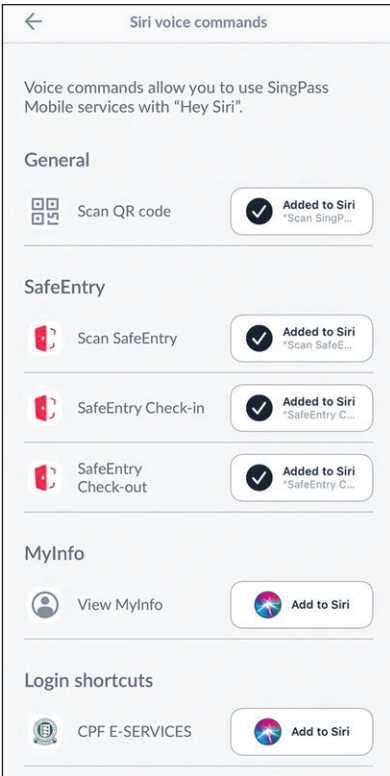 Siri voice commands
Voice commands allow you to use SingPass
Mobile services with “Hey Siri”.
General
Scan QR code
Added to Siri
“Scan SingP...
SafeEntry
Scan SafeEntry
Added to Siri
“Scan SafeE...
SafeEntry Check-in
Added to Siri
“SafeEntry C...
SafeEntry
Check-out
Added to Siri
“SafeEntry C...
MyInfo
View MyInfo
Add to Siri
Login shortcuts
CPF E-SERVICES
Add to Siri